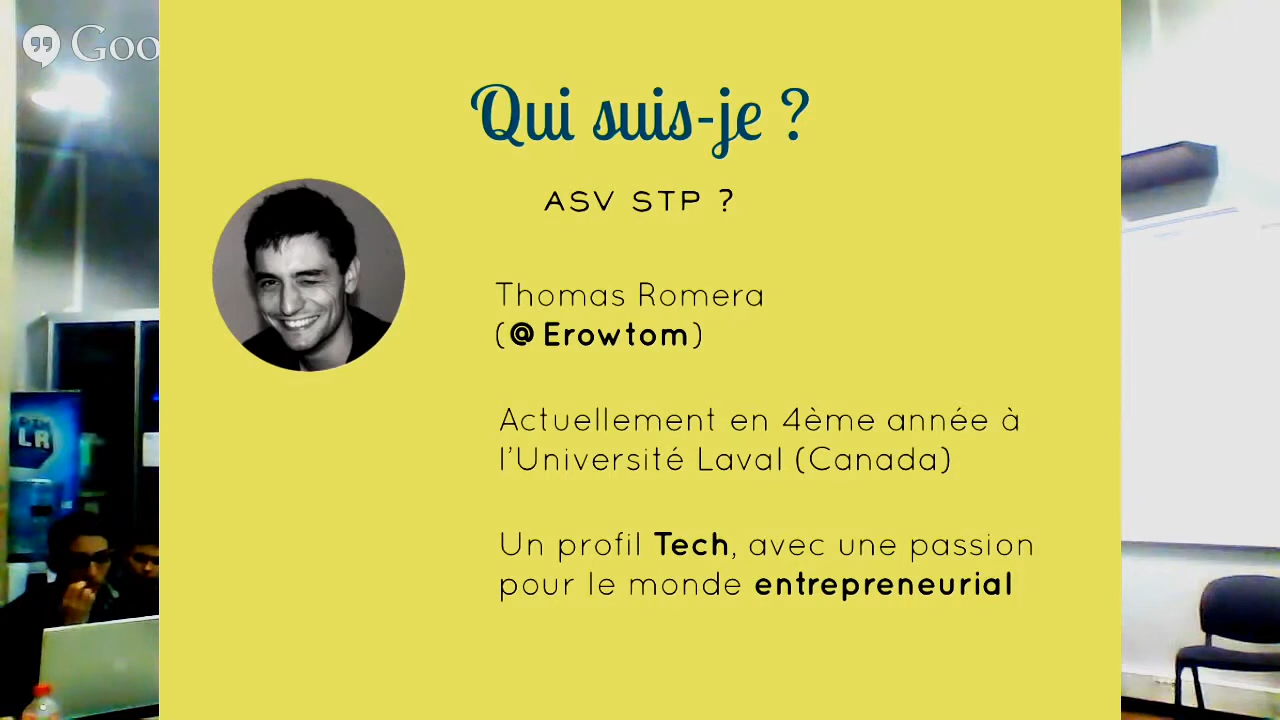 Goo
Qui suis-je ?
ASV STP ?
Thomas Romera
(@Erowtom)
Actuellement en 4ème année à
l'Université Laval (Canada)
Un profil Tech, avec une passion
pour le monde entrepreneurial
LR